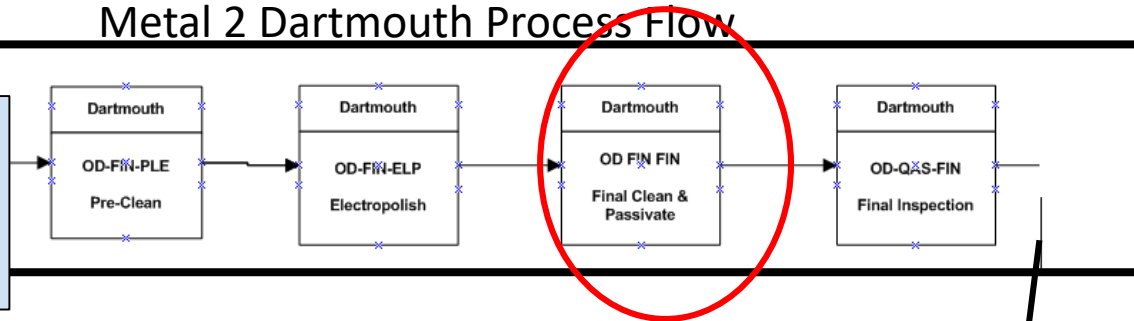 Metal 2 Dartmouth Process Flow
Dartmouth
OD-FIN-PLE
Pre-Clean
Dartmouth
OD-FIN-ELP
Electropolish
Dartmouth
OD FIN FIN
Final Clean &
Passivate
Dartmouth
OD-QAS-FIN
Final Inspection